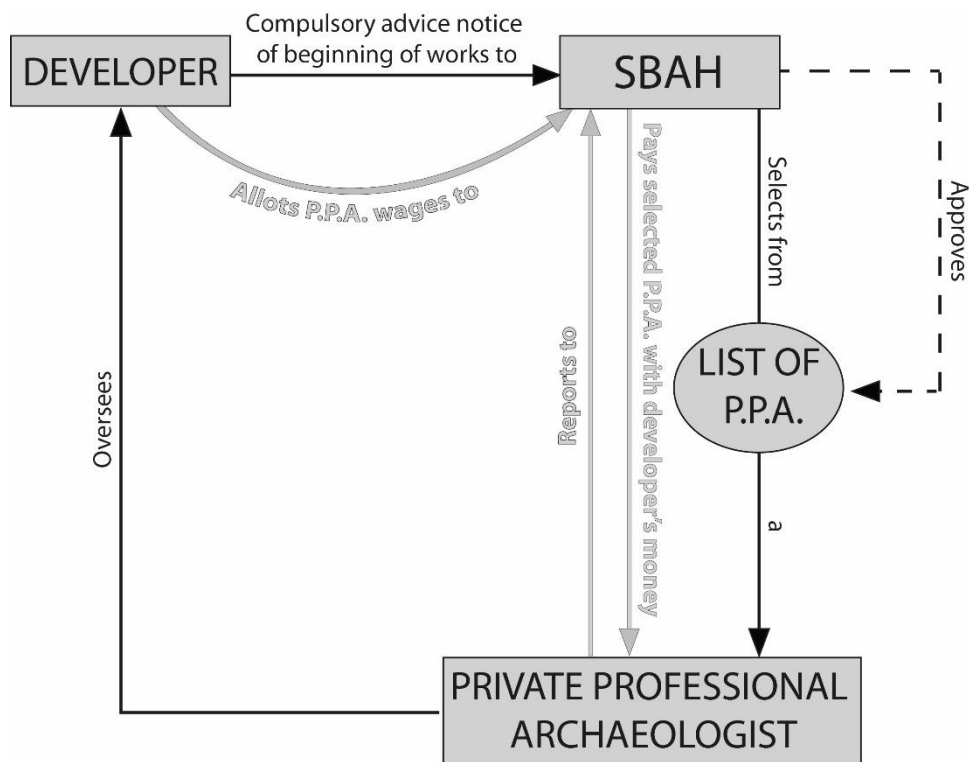 Compulsory advice notice
of beginning of works to
DEVELOPER
SBAH
Allots P.P.A. wages to
Pays selected P.P.A. with developer's money
Selects from
Approves
Reports to
Oversees
LIST OF
P.P.A.
a
PRIVATE PROFESSIONAL
ARCHAEOLOGIST